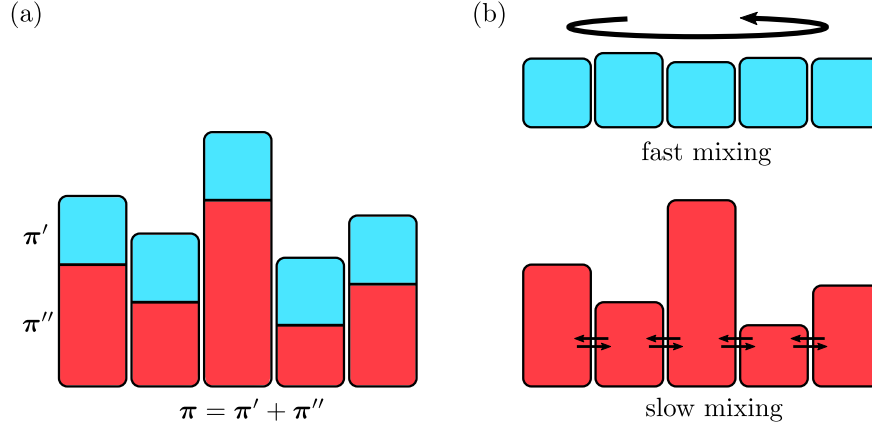 (a)
π′
π″
π = π′ + π″
(b)
fast mixing
slow mixing